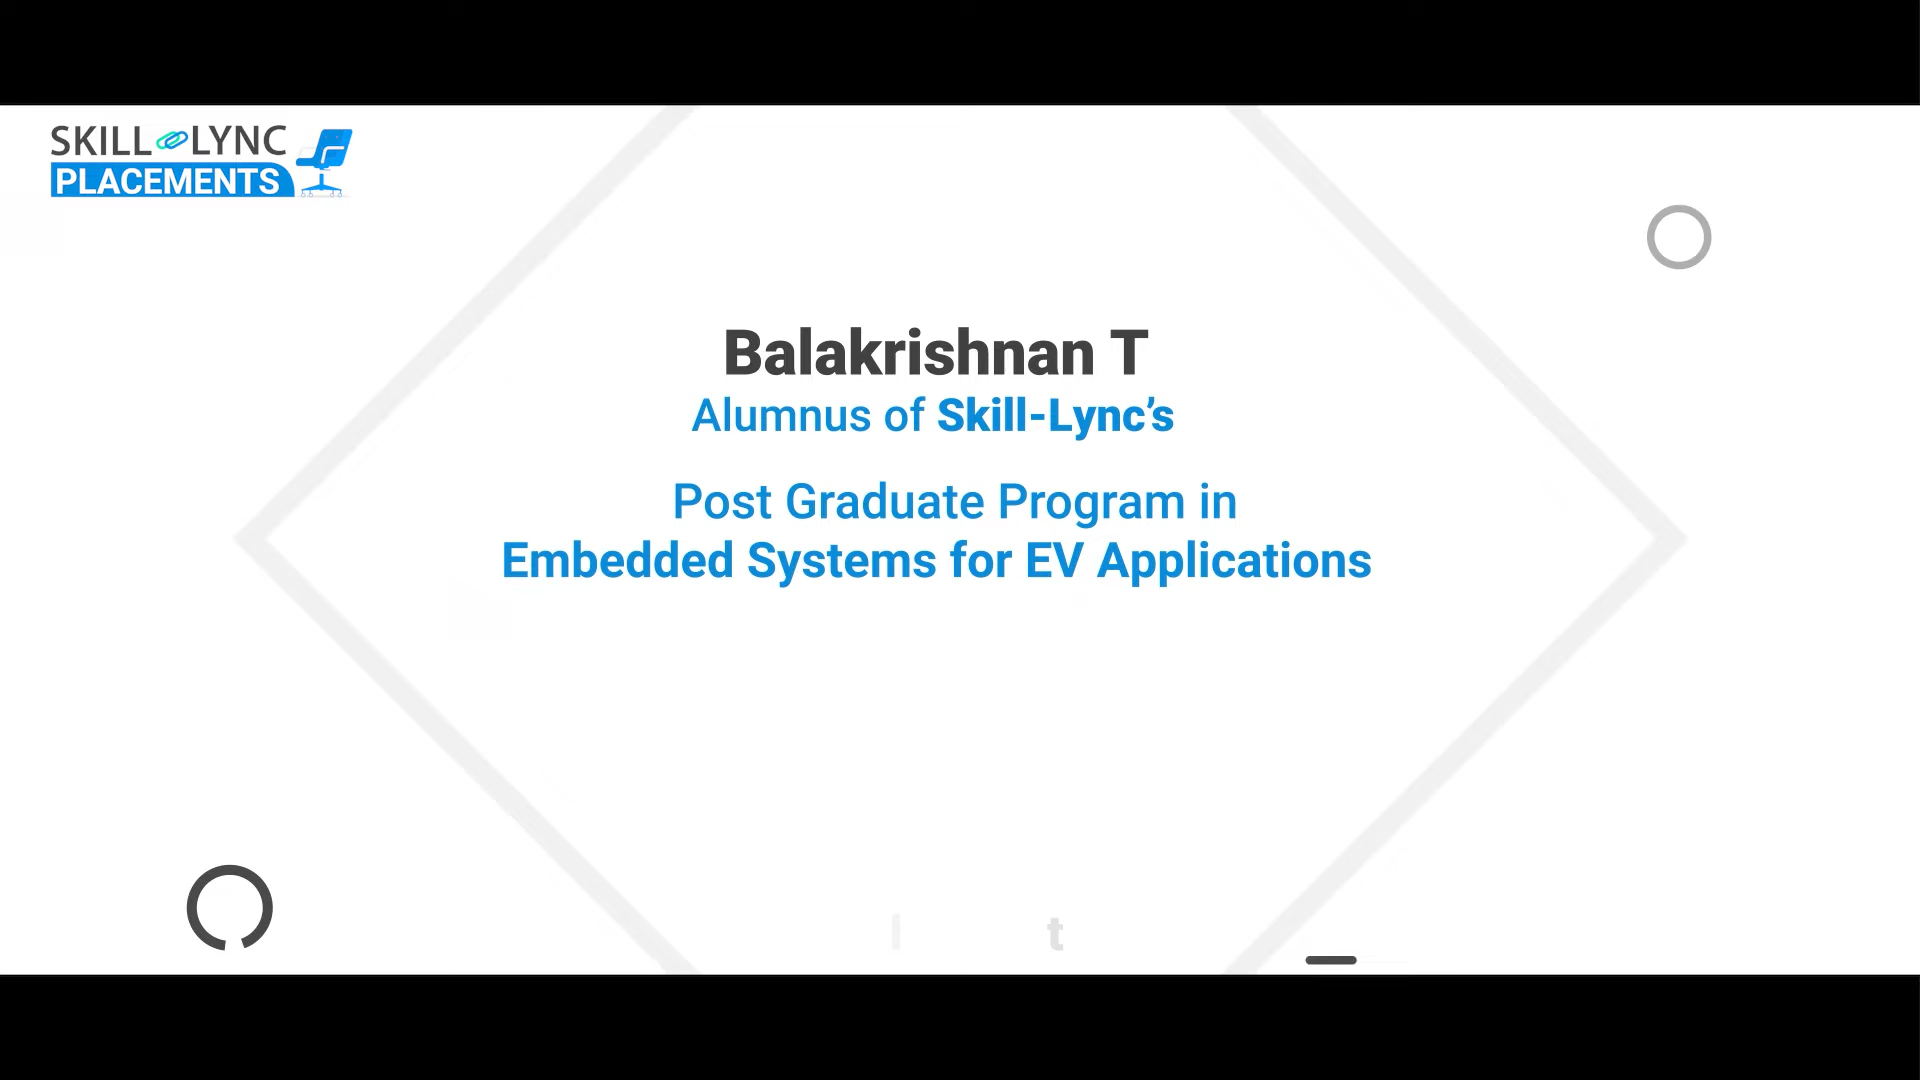 SKILL LYNC
PLACEMENTS
Balakrishnan T
Alumnus of Skill-Lync’s
Post Graduate Program in
Embedded Systems for EV Applications
l t